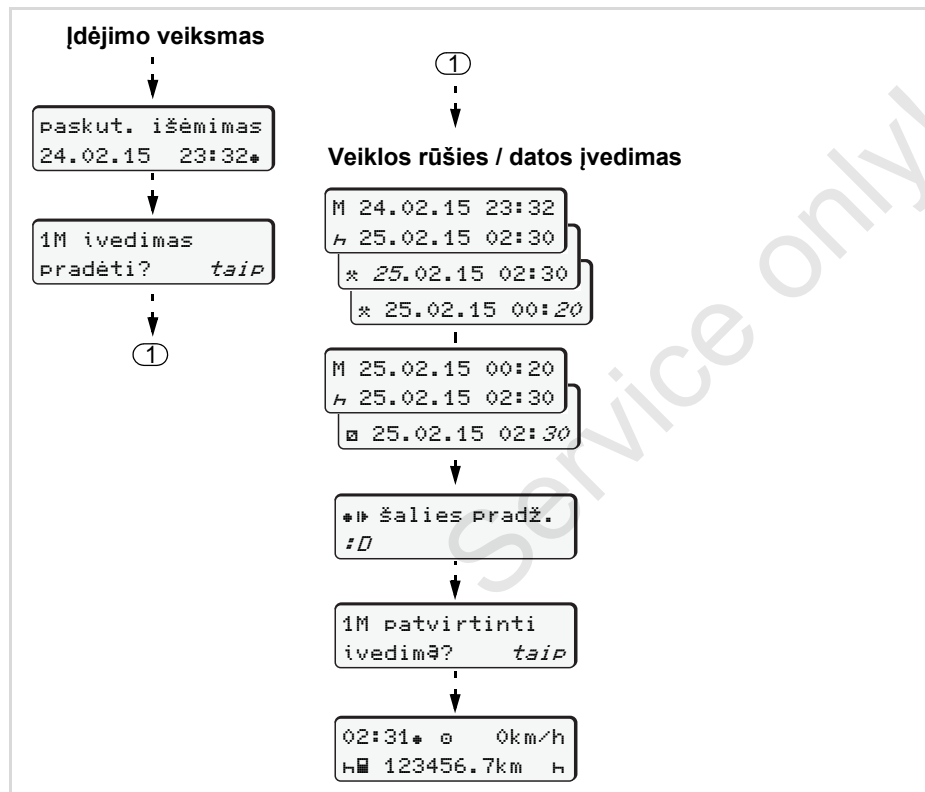 Įdėjimo veiksmas
paskut. išėmimas
24.02.15 23:32
1M ivedimas
pradėti? taip
1
1
Veiklos rūšies / datos įvedimas
M 24.02.15 23:32
25.02.15 02:30
25.02.15 02:30
25.02.15 00:20
M 25.02.15 00:20
25.02.15 02:30
25.02.15 02:30
šalies pradž.
:D
1M patvirtinti
ivedimą? taip
02:31 0km/h
123456.7km
Service only!